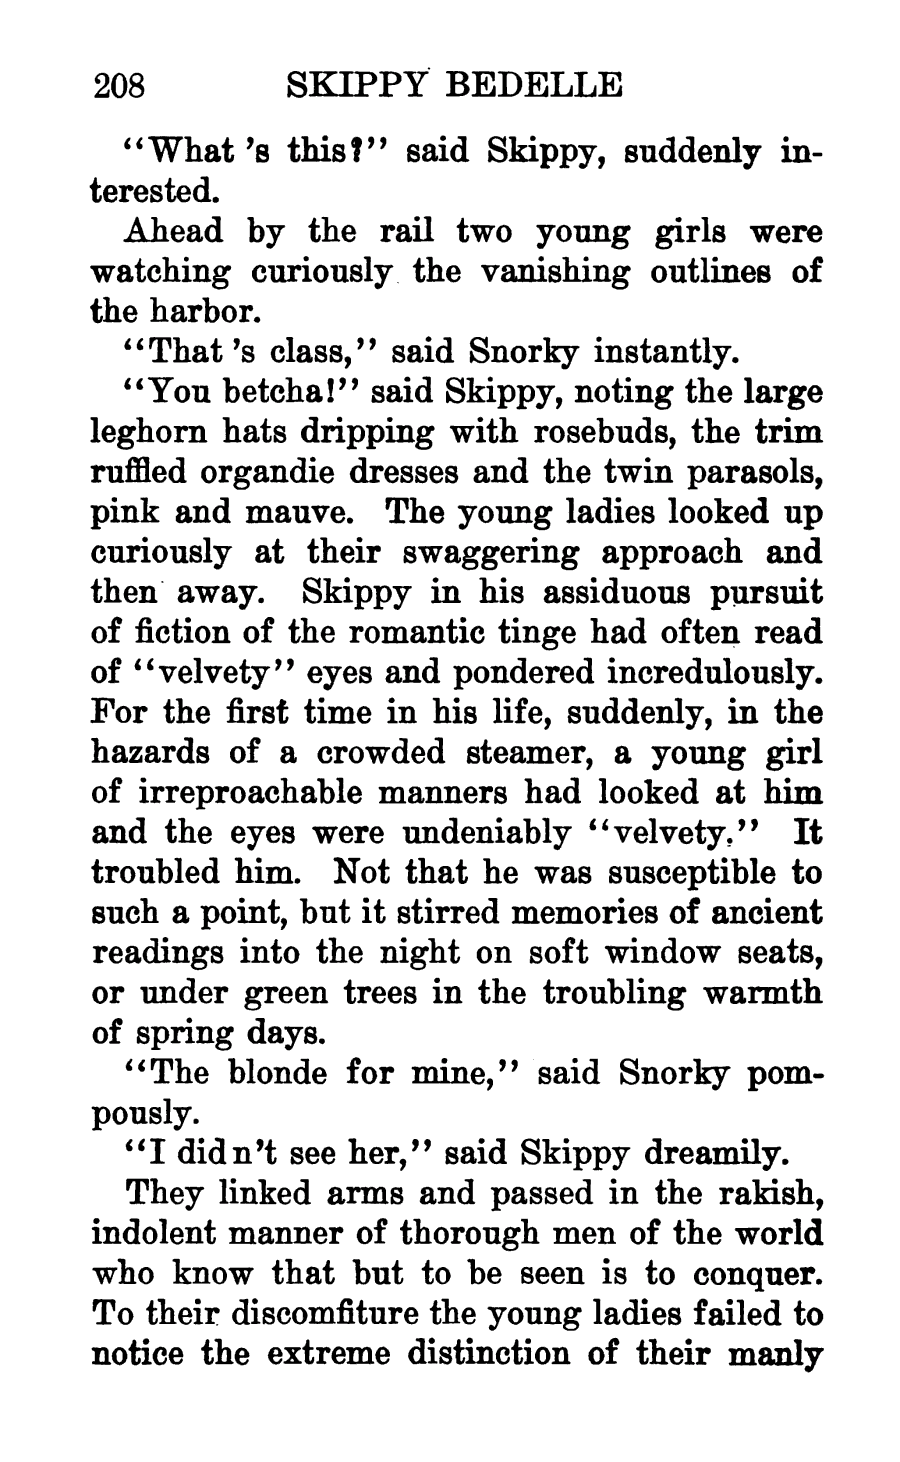 208 SKIPPY BEDELLE
“What ’s this?” said Skippy, suddenly in-
terested.
Ahead by the rail two young girls were
watching curiously the vanishing outlines of
the harbor.
“That ’s class,” said Snorky instantly.
“You betcha!” said Skippy, noting the large
leghorn hats dripping with rosebuds, the trim
ruffled organdie dresses and the twin parasols,
pink and mauve. The young ladies looked up
curiously at their swaggering approach and
then away. Skippy in his assiduous pursuit
of fiction of the romantic tinge had often read
of “velvety” eyes and pondered incredulously.
For the first time in his life, suddenly, in the
hazards of a crowded steamer, a young girl
of irreproachable manners had looked at him
and the eyes were undeniably “velvety.” It
troubled him. Not that he was susceptible to
such a point, but it stirred memories of ancient
readings into the night on soft window seats,
or under green trees in the troubling warmth
of spring days.
“The blonde for mine,” said Snorky pom-
pously.
“I did n’t see her,” said Skippy dreamily.
They linked arms and passed in the rakish,
indolent manner of thorough men of the world
who know that but to be seen is to conquer.
To their discomfiture the young ladies failed to
notice the extreme distinction of their manly